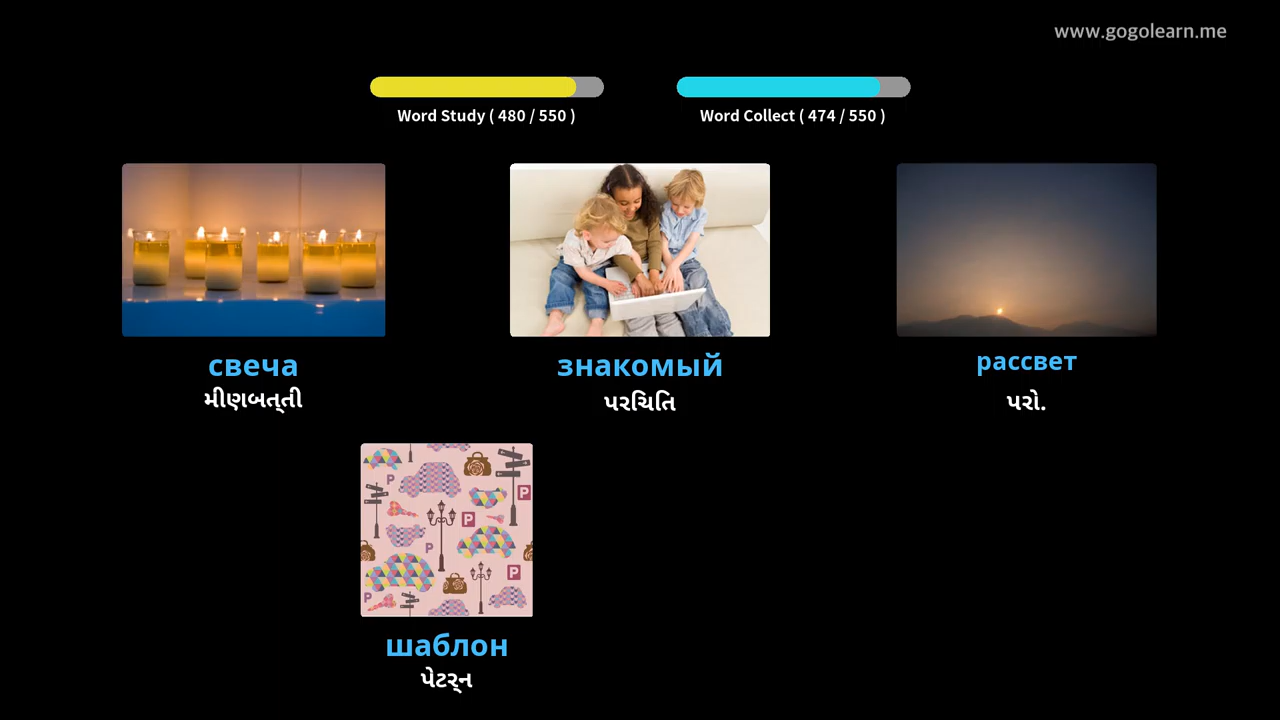 www.gogolearn.me
Word Study ( 480 / 550 )
Word Collect ( 474 / 550 )
свеча
મીણબત્તી
знакомый
પરિચિત
рассвет
પરો.
P
P
P
P
P
P
шаблон
પેટર્ન